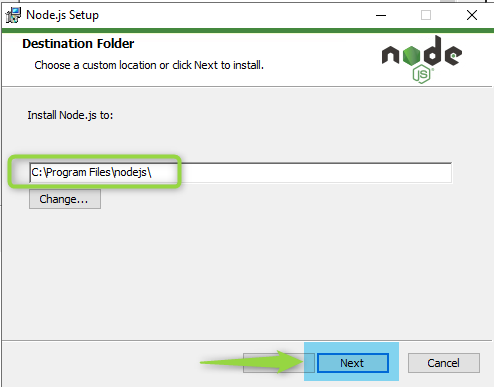 Node.js Setup
Destination Folder
Choose a custom location or click Next to install.
node
JS
Install Node.js to:
C:\Program Files\nodejs\
Change...
Next
Cancel